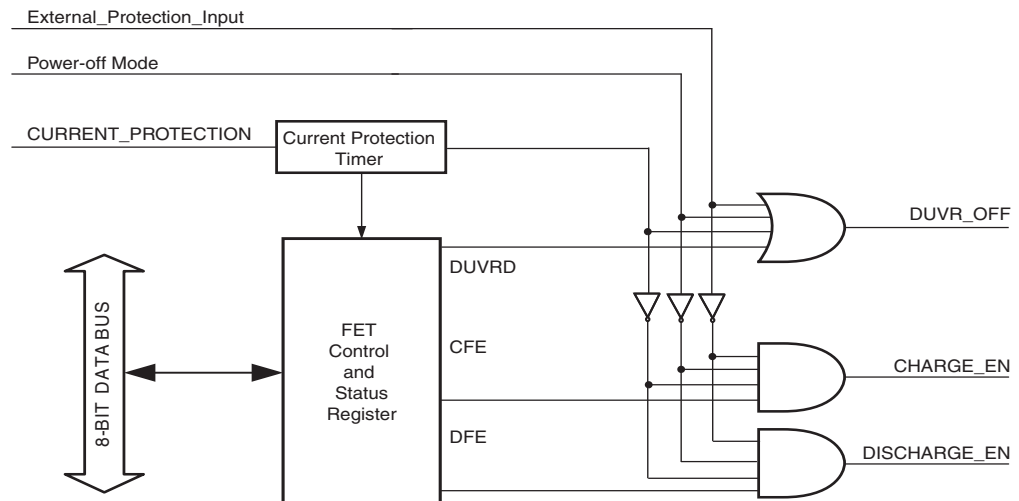 External_Protection_Input
Power-off Mode
CURRENT_PROTECTION
Current Protection
Timer
DUVR_OFF
DUVRD
8-BIT DATA BUS
FET
Control
and
Status
Register
CFE
CHARGE_EN
DFE
DISCHARGE_EN